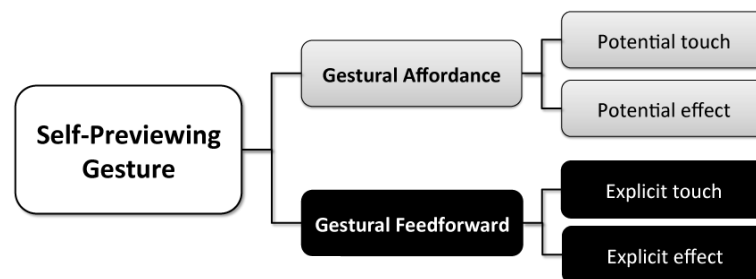 Self-Previewing
Gesture
Gestural Affordance
Potential touch
Potential effect
Gestural Feedforward
Explicit touch
Explicit effect